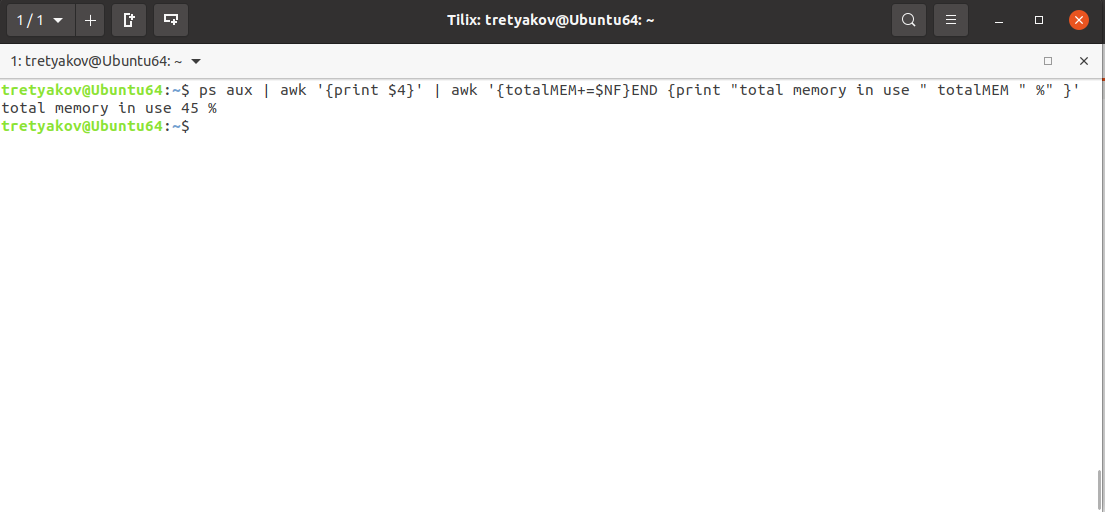 1 / 1
Tilix: tretyakov@Ubuntu64: ~
1: tretyakov@Ubuntu64: ~
tretyakov@Ubuntu64:~$ ps aux | awk '{print $4}' | awk '{totalMEM+=$NF}END {print "total memory in use " totalMEM " %" }'
total memory in use 45 %
tretyakov@Ubuntu64:~$